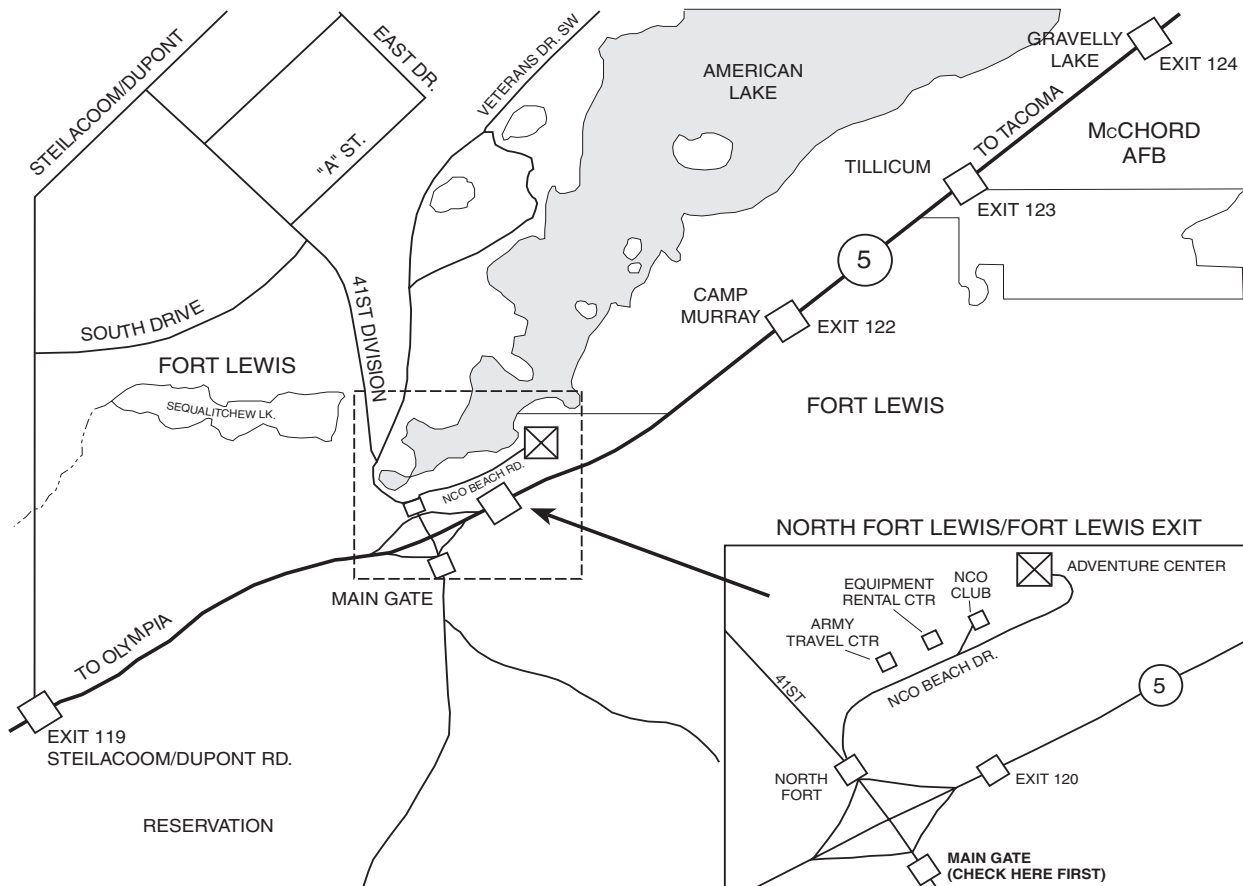 STEILACOOM/DUPONT
EAST DR.
"A" ST.
VETERANS DR. SW
AMERICAN
LAKE
GRAVELLY
LAKE
EXIT 124
TO TACOMA
McCHORD
AFB
TILLICUM
EXIT 123
5
CAMP
MURRAY
EXIT 122
SOUTH DRIVE
41ST DIVISION
FORT LEWIS
SEQUALITCHEW LK.
FORT LEWIS
NCO BEACH RD.
MAIN GATE
TO OLYMPIA
EXIT 119
STEILACOOM/DUPONT RD.
RESERVATION
NORTH FORT LEWIS/FORT LEWIS EXIT
ADVENTURE CENTER
EQUIPMENT
RENTAL CTR
NCO
CLUB
ARMY
TRAVEL CTR
NCO BEACH DR.
41ST
5
NORTH
FORT
EXIT 120
MAIN GATE
(CHECK HERE FIRST)